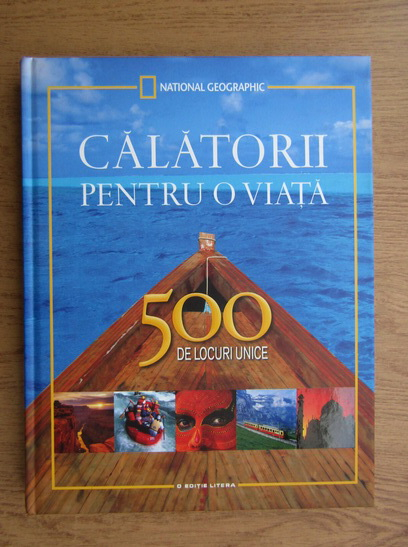 NATIONAL GEOGRAPHIC
CĂLĂTORII
PENTRU O VIAȚĂ
500
DE LOCURI UNICE
O EDIȚIE LITERA